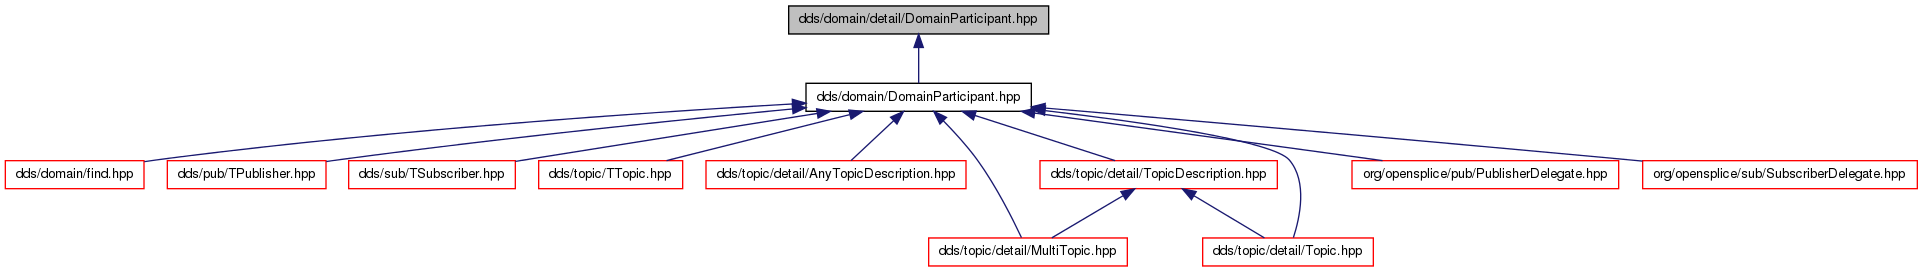 dds/domain/detail/DomainParticipant.hpp
dds/domain/DomainParticipant.hpp
dds/domain/find.hpp
dds/pub/TPublisher.hpp
dds/sub/TSubscriber.hpp
dds/topic/TTopic.hpp
dds/topic/detail/AnyTopicDescription.hpp
dds/topic/detail/TopicDescription.hpp
org/opensplice/pub/PublisherDelegate.hpp
org/opensplice/sub/SubscriberDelegate.hpp
dds/topic/detail/MultiTopic.hpp
dds/topic/detail/Topic.hpp